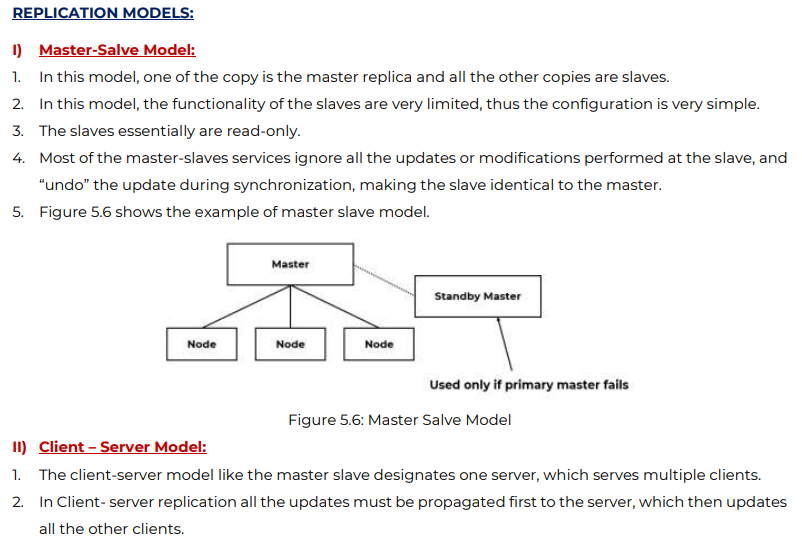 REPLICATION MODELS:
I) Master-Salve Model:
1. In this model, one of the copy is the master replica and all the other copies are slaves.
2. In this model, the functionality of the slaves are very limited, thus the configuration is very simple.
3. The slaves essentially are read-only.
4. Most of the master-slaves services ignore all the updates or modifications performed at the slave, and
“undo” the update during synchronization, making the slave identical to the master.
5. Figure 5.6 shows the example of master slave model.
Master
Standby Master
Node Node Node
Used only if primary master fails
Figure 5.6: Master Salve Model
II) Client – Server Model:
1. The client-server model like the master slave designates one server, which serves multiple clients.
2. In Client- server replication all the updates must be propagated first to the server, which then updates
all the other clients.